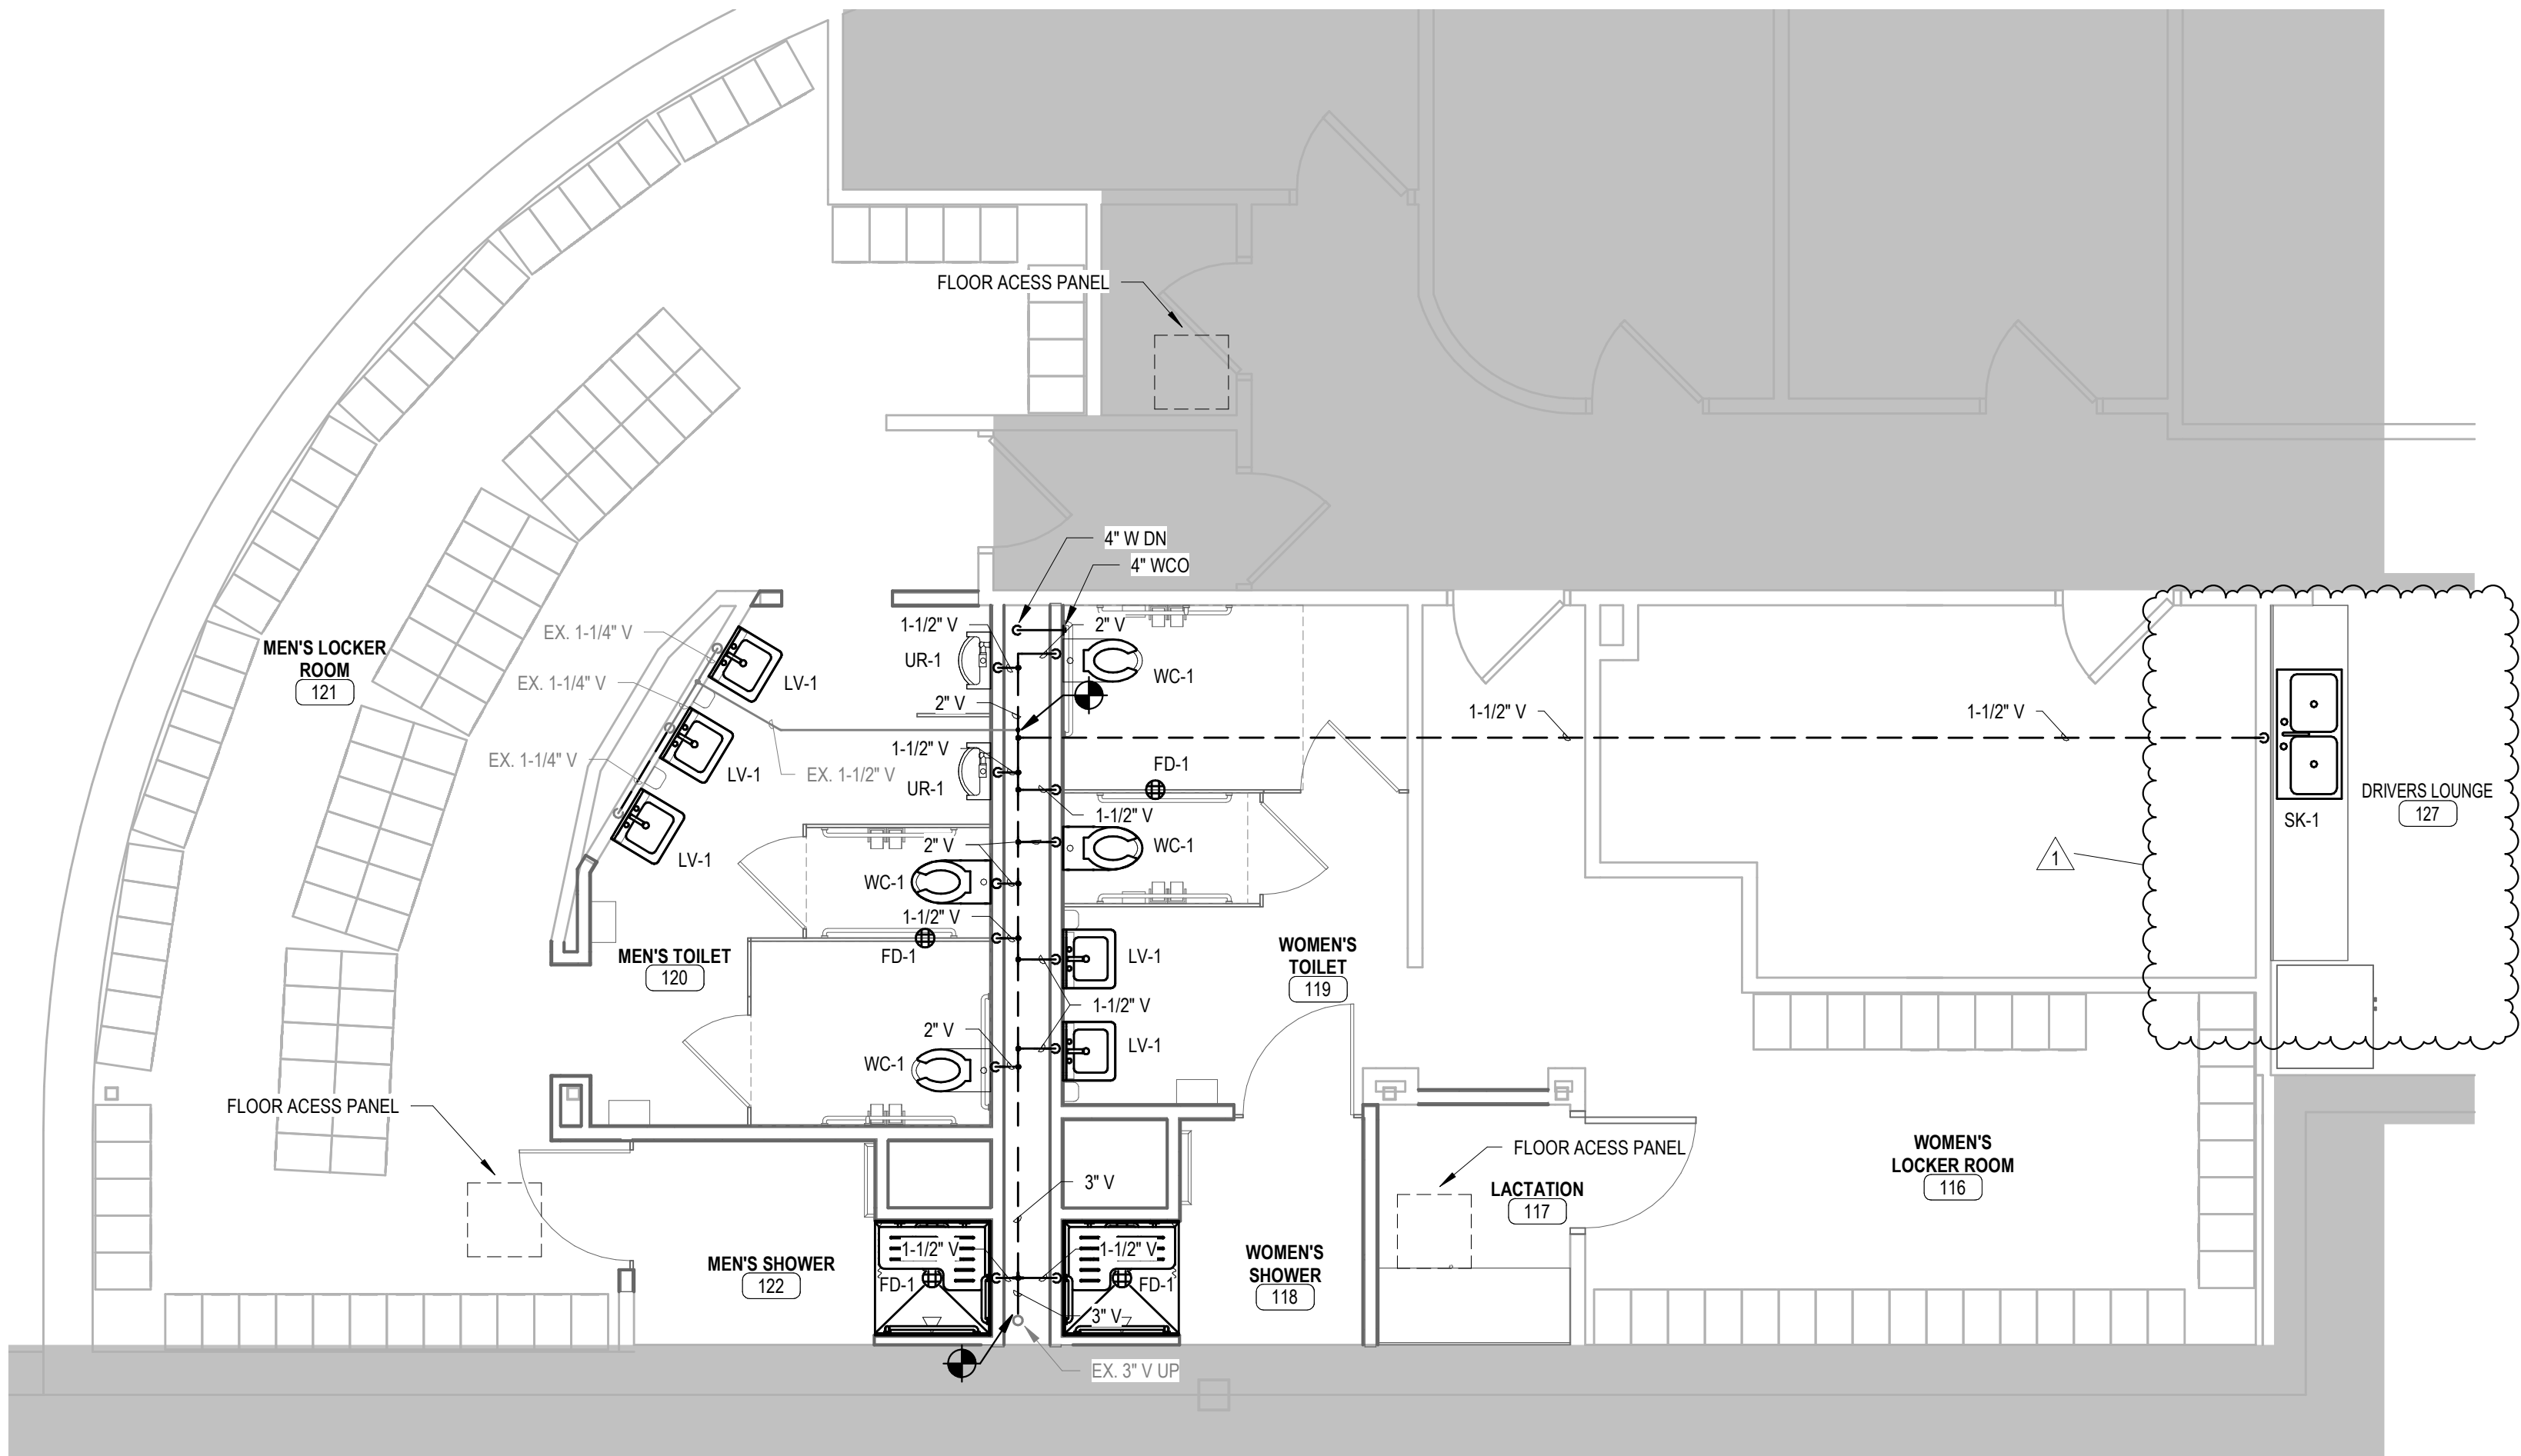 FLOOR ACESS PANEL
4" W DN
4" WCO
EX. 1-1/4" V
1-1/2" V
2" V
MEN'S LOCKER
ROOM
121
UR-1
WC-1
EX. 1-1/4" V
LV-1
2" V
1-1/2" V
1-1/2" V
1-1/2" V
EX. 1-1/4" V
LV-1
EX. 1-1/2" V
UR-1
FD-1
DRIVERS LOUNGE
127
1-1/2" V
SK-1
LV-1
2" V
WC-1
1
WC-1
1-1/2" V
MEN'S TOILET
120
FD-1
LV-1
WOMEN'S
TOILET
119
1-1/2" V
2" V
LV-1
WC-1
FLOOR ACESS PANEL
FLOOR ACESS PANEL
WOMEN'S
LOCKER ROOM
116
3" V
LACTATION
117
1-1/2" V
1-1/2" V
MEN'S SHOWER
122
FD-1
FD-1
WOMEN'S
SHOWER
118
3" V
EX. 3" V UP